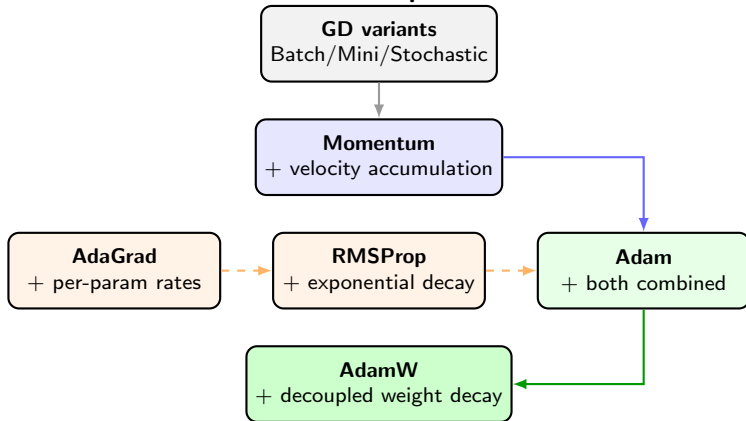 GD variants
Batch/Mini/Stochastic
Momentum
+ velocity accumulation
AdaGrad
+ per-param rates
RMSProp
+ exponential decay
Adam
+ both combined
AdamW
+ decoupled weight decay